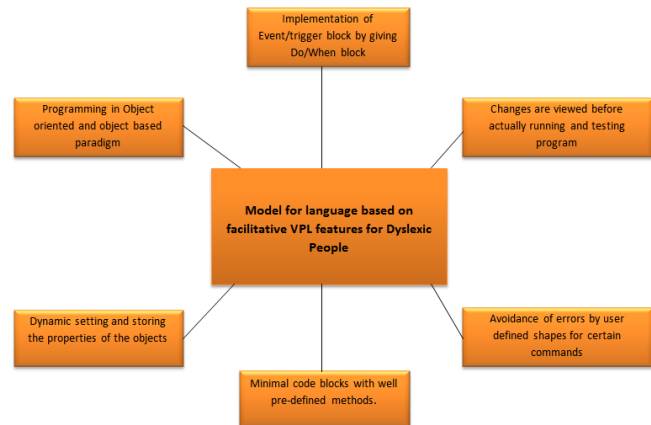 Implementation of
Event/trigger block by giving
Do/When block
Programming in Object
oriented and object based
paradigm
Changes are viewed before
actually running and testing
program
Model for language based on
facilitative VPL features for Dyslexic
People
Dynamic setting and storing
the properties of the objects
Avoidance of errors by user
defined shapes for certain
commands
Minimal code blocks with well
pre-defined methods.